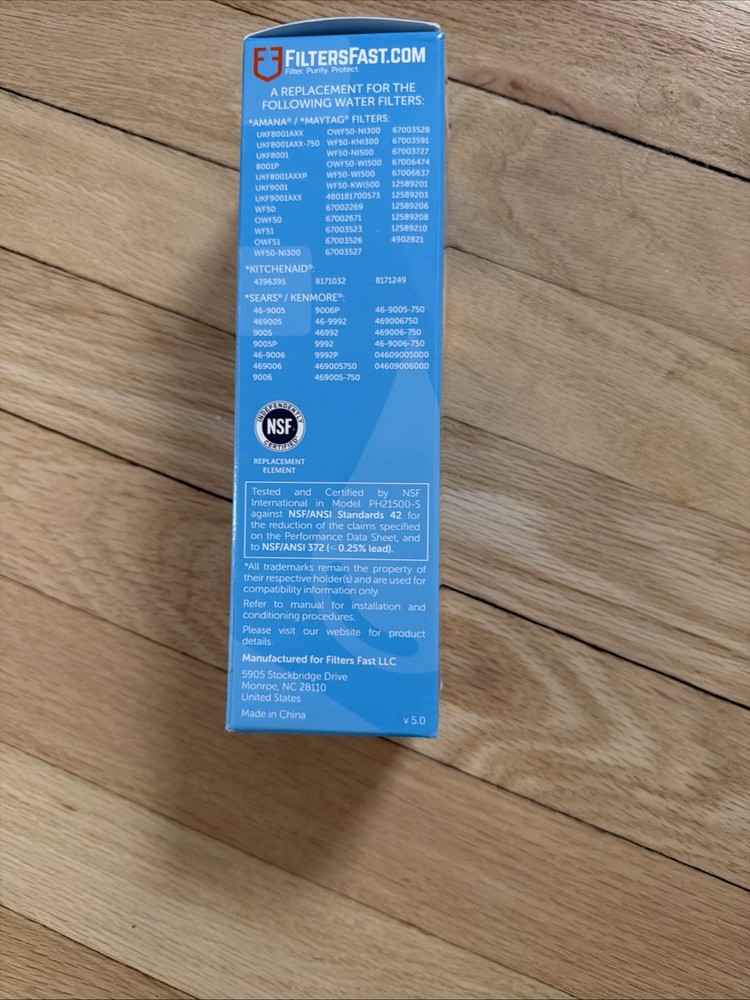 FILTERSFAST.COM
Filter. Purify. Protect.
A REPLACEMENT FOR THE
FOLLOWING WATER FILTERS:
*AMANA® / *MAYTAG® FILTERS:
UKF8001AXX OWF50-NI300 67003528
UKF8001AXX-750 WF50-KNI300 67003591
UKF8001 WF50-NI500 67003727
8001P OWF50-WI500 67006474
UKF8001AXXP WF50-WI500 67006637
UKF9001 WF50-KWI500 12589201
UKF9001AXX 480181700573 12589203
WF50 67002269 12589206
OWF50 67002671 12589208
WF51 67003523 12589210
OWF51 67003526 4902821
WF50-NI300 67003527
*KITCHENAID®:
4396395 8171032 8171249
*SEARS® / KENMORE®:
46-9005 9006P 46-9005-750
469005 46-9992 469006750
9005 46992 469006-750
9005P 9992 46-9006-750
46-9006 9992P 04609005000
469006 469005750 04609006000
9006 469005-750
INDEPENDENTLY
NSF
CERTIFIED
REPLACEMENT
ELEMENT
Tested and Certified by NSF
International in Model PH21500-S
against NSF/ANSI Standards 42 for
the reduction of the claims specified
on the Performance Data Sheet, and
to NSF/ANSI 372 (≤0.25% lead).
*All trademarks remain the property of
their respective holder(s) and are used for
compatibility information only.
Refer to manual for installation and
conditioning procedures.
Please visit our website for product
details.
Manufactured for Filters Fast LLC
5905 Stockbridge Drive
Monroe, NC 28110
United States
Made in China v 5.0